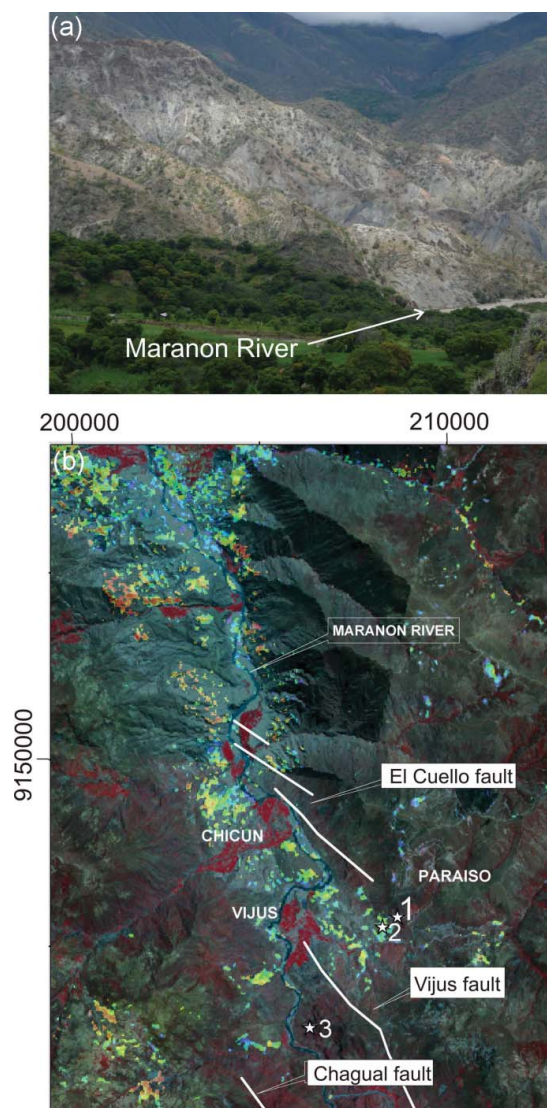 (a)
Maranon River
200000
210000
(b)
MARANON RIVER
9150000
El Cuello fault
CHICUN
PARAISO
1
2
VIJUS
Vijus fault
3
Chagual fault